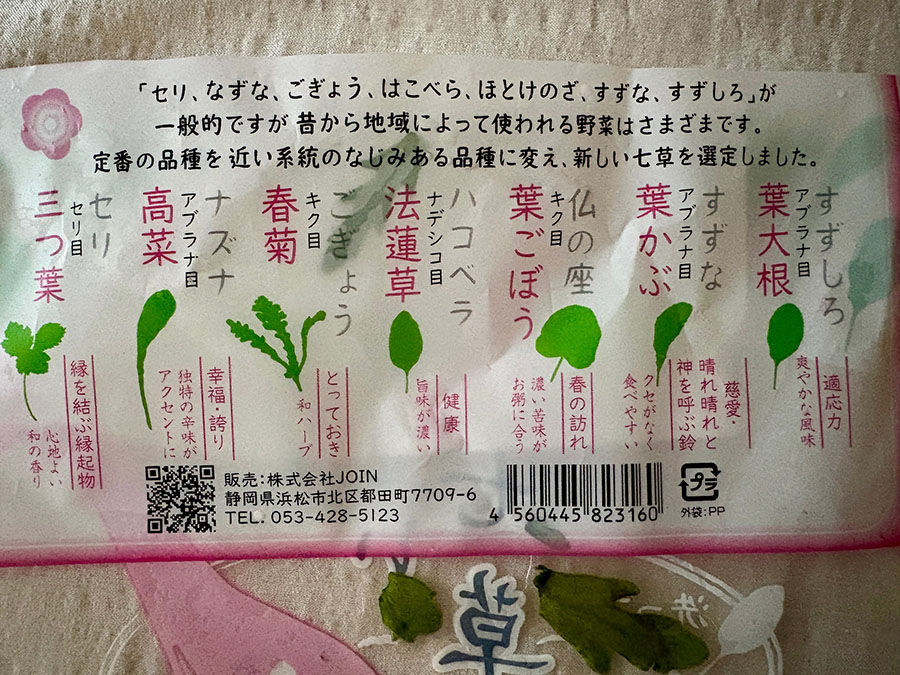 「セリ、なずな、ごぎょう、はこべら、ほとけのざ、すずな、すずしろ」が
一般的ですが 昔から地域によって使われる野菜はさまざまです。
定番の品種を近い系統のなじみある品種に変え、新しい七草を選定しました。
すずしろ
アブラナ目
葉大根
適応力
爽やかな風味
すずな
アブラナ目
葉かぶ
慈愛・
晴れ晴れと
神を呼ぶ鈴
クセがなく
食べやすい
仏の座
キク目
葉ごぼう
春の訪れ
濃い苦味が
お粥に合う
ハコベラ
ナデシコ目
法蓮草
健康
旨味が濃い
ごぎょう
キク目
春菊
とっておき
和ハーブ
ナズナ
アブラナ目
高菜
幸福・誇り
独特の辛味が
アクセントに
セリ
セリ目
三つ葉
縁を結ぶ縁起物
心地よい
和の香り
販売：株式会社JOIN
静岡県浜松市北区都田町7709-6
TEL. 053-428-5123
4 560445 823160
プラ
外袋:PP
草